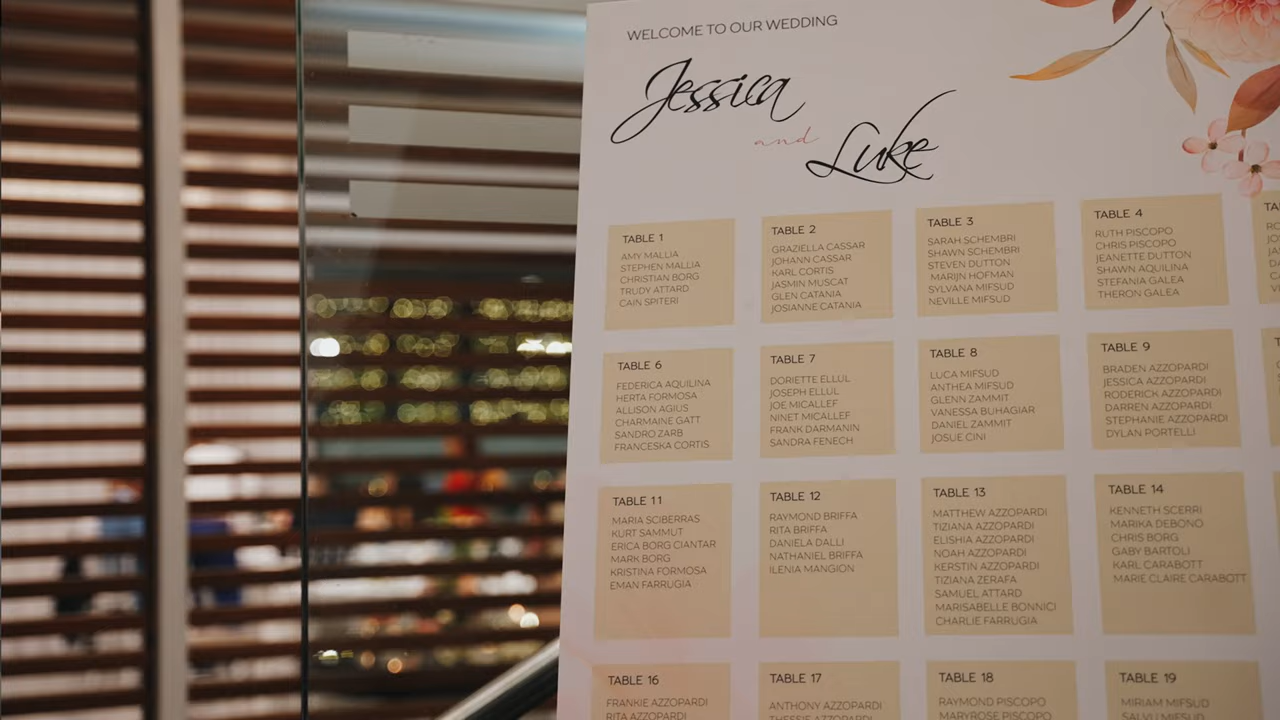 WELCOME TO OUR WEDDING
Jessica
and
Luke
TABLE 1
AMY MALLIA
STEPHEN MALLIA
CHRISTIAN BORG
TRUDY ATTARD
CAIN SPITERI
TABLE 2
GRAZIELLA CASSAR
JOHANN CASSAR
KARL CORTIS
JASMIN MUSCAT
GLEN CATANIA
JOSIANNE CATANIA
TABLE 3
SARAH SCHEMBRI
SHAWN SCHEMBRI
STEVEN DUTTON
MARIJN HOFMAN
SYLVANA MIFSUD
NEVILLE MIFSUD
TABLE 4
RUTH PISCOPO
CHRIS PISCOPO
JEANETTE DUTTON
SHAWN AQUILINA
STEFANIA GALEA
THERON GALEA
TABLE 6
FEDERICA AQUILINA
HERTA FORMOSA
ALLISON AGIUS
CHARMAINE GATT
SANDRO ZARB
FRANCESKA CORTIS
TABLE 7
DORIETTE ELLUL
JOSEPH ELLUL
JOE MICALLEF
NINET MICALLEF
FRANK DARMANIN
SANDRA FENECH
TABLE 8
LUCA MIFSUD
ANTHEA MIFSUD
GLENN ZAMMIT
VANESSA BUHAGIAR
DANIEL ZAMMIT
JOSUE CINI
TABLE 9
BRADEN AZZOPARDI
JESSICA AZZOPARDI
RODERICK AZZOPARDI
DARREN AZZOPARDI
STEPHANIE AZZOPARDI
DYLAN PORTELLI
TABLE 11
MARIA SCIBERRAS
KURT SAMMUT
ERICA BORG CIANTAR
MARK BORG
KRISTINA FORMOSA
EMAN FARRUGIA
TABLE 12
RAYMOND BRIFFA
RITA BRIFFA
DANIELA DALLI
NATHANIEL BRIFFA
ILENIA MANGION
TABLE 13
MATTHEW AZZOPARDI
TIZIANA AZZOPARDI
ELISHIA AZZOPARDI
NOAH AZZOPARDI
KERSTIN AZZOPARDI
TIZIANA ZERAFA
SAMUEL ATTARD
MARISABELLE BONNICI
CHARLIE FARRUGIA
TABLE 14
KENNETH SCERRI
MARIKA DEBONO
CHRIS BORG
GABY BARTOLI
KARL CARABOTT
MARIE CLAIRE CARABOTT
TABLE 16
FRANKIE AZZOPARDI
RITA AZZOPARDI
TABLE 17
ANTHONY AZZOPARDI
TABLE 18
RAYMOND PISCOPO
MARYROSE PISCOPO
TABLE 19
MIRIAM MIFSUD